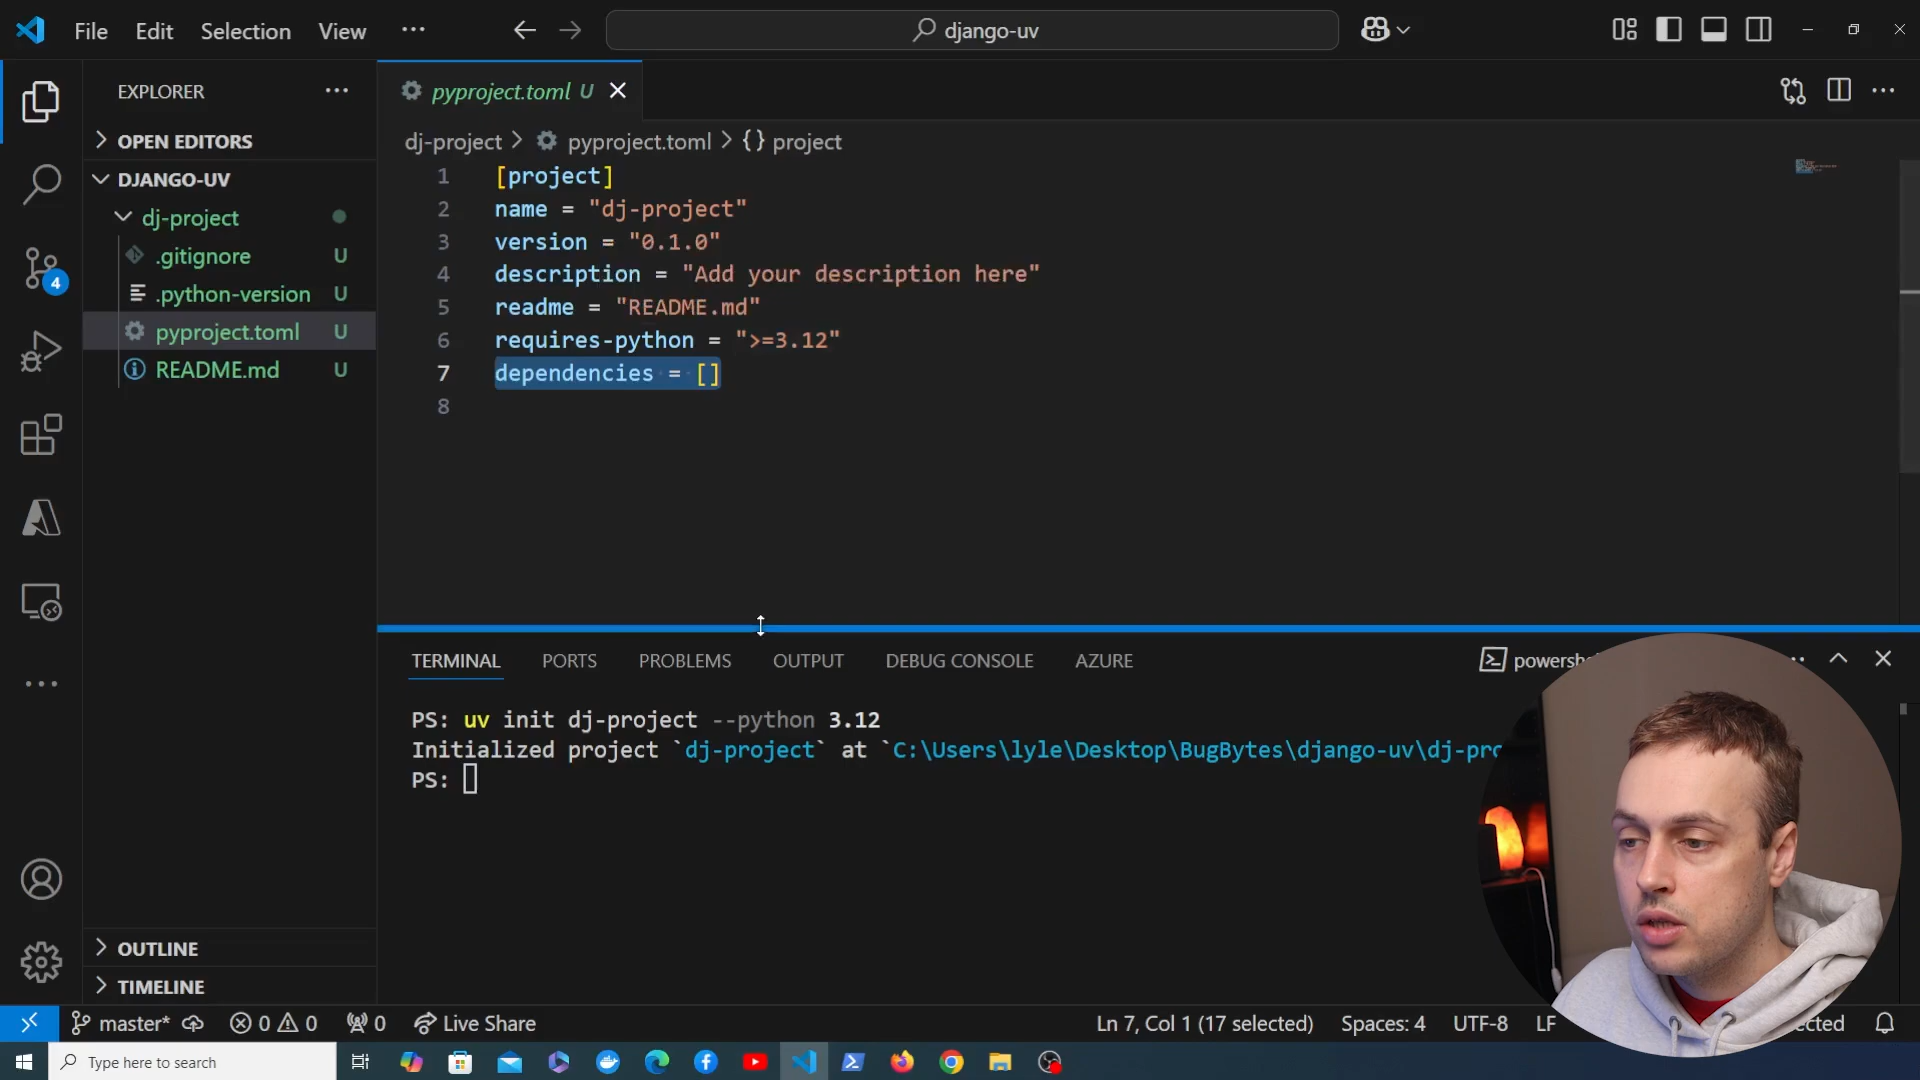 File Edit Selection View ...
django-uv
EXPLORER
OPEN EDITORS
DJANGO-UV
dj-project
.gitignore U
.python-version U
pyproject.toml U
README.md U
4
OUTLINE
TIMELINE
pyproject.toml U
dj-project > pyproject.toml > {} project
1 [project]
2 name = "dj-project"
3 version = "0.1.0"
4 description = "Add your description here"
5 readme = "README.md"
6 requires-python = ">=3.12"
7 dependencies = []
8
TERMINAL PORTS PROBLEMS OUTPUT DEBUG CONSOLE AZURE
PS: uv init dj-project --python 3.12
Initialized project `dj-project` at `C:\Users\lyle\Desktop\BugBytes\django-uv\dj-pro
PS:
master* 0 0 0 Live Share Ln 7, Col 1 (17 selected) Spaces: 4 UTF-8 LF
Type here to search